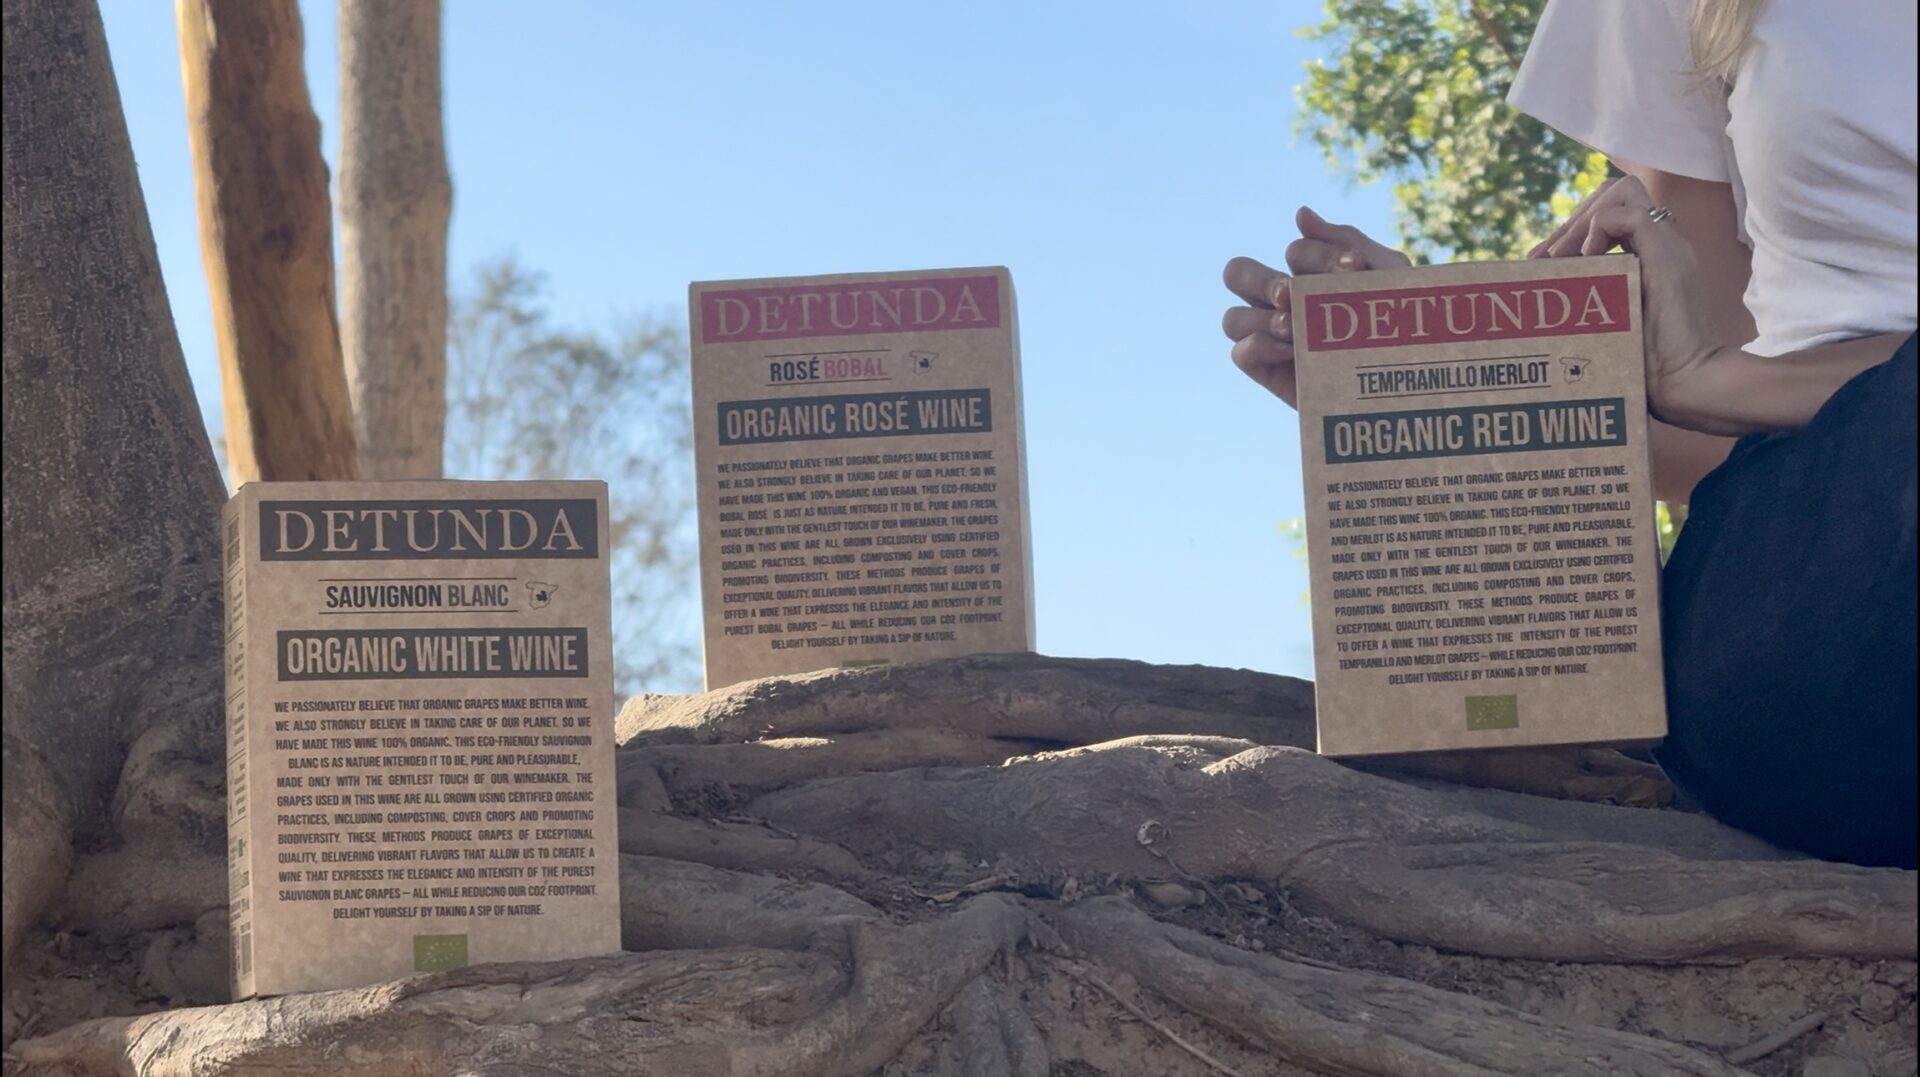 DETUNDA
SAUVIGNON BLANC
ORGANIC WHITE WINE
WE PASSIONATELY BELIEVE THAT ORGANIC GRAPES MAKE BETTER WINE.
WE ALSO STRONGLY BELIEVE IN TAKING CARE OF OUR PLANET. SO WE
HAVE MADE THIS WINE 100% ORGANIC. THIS ECO-FRIENDLY SAUVIGNON
BLANC IS AS NATURE INTENDED IT TO BE, PURE AND PLEASURABLE,
MADE ONLY WITH THE GENTLEST TOUCH OF OUR WINEMAKER. THE
GRAPES USED IN THIS WINE ARE ALL GROWN USING CERTIFIED ORGANIC
PRACTICES, INCLUDING COMPOSTING, COVER CROPS AND PROMOTING
BIODIVERSITY. THESE METHODS PRODUCE GRAPES OF EXCEPTIONAL
QUALITY, DELIVERING VIBRANT FLAVORS THAT ALLOW US TO CREATE A
WINE THAT EXPRESSES THE ELEGANCE AND INTENSITY OF THE PUREST
SAUVIGNON BLANC GRAPES – ALL WHILE REDUCING OUR CO2 FOOTPRINT.
DELIGHT YOURSELF BY TAKING A SIP OF NATURE.
DETUNDA
ROSÉ BOBAL
ORGANIC ROSÉ WINE
WE PASSIONATELY BELIEVE THAT ORGANIC GRAPES MAKE BETTER WINE.
WE ALSO STRONGLY BELIEVE IN TAKING CARE OF OUR PLANET, SO WE
HAVE MADE THIS WINE 100% ORGANIC AND VEGAN. THIS ECO-FRIENDLY
BOBAL ROSÉ IS JUST AS NATURE INTENDED IT TO BE, PURE AND FRESH,
MADE ONLY WITH THE GENTLEST TOUCH OF OUR WINEMAKER. THE GRAPES
USED IN THIS WINE ARE ALL GROWN EXCLUSIVELY USING CERTIFIED
ORGANIC PRACTICES, INCLUDING COMPOSTING AND COVER CROPS,
PROMOTING BIODIVERSITY. THESE METHODS PRODUCE GRAPES OF
EXCEPTIONAL QUALITY, DELIVERING VIBRANT FLAVORS THAT ALLOW US TO
OFFER A WINE THAT EXPRESSES THE ELEGANCE AND INTENSITY OF THE
PUREST BOBAL GRAPES – ALL WHILE REDUCING OUR CO2 FOOTPRINT.
DELIGHT YOURSELF BY TAKING A SIP OF NATURE.
DETUNDA
TEMPRANILLO MERLOT
ORGANIC RED WINE
WE PASSIONATELY BELIEVE THAT ORGANIC GRAPES MAKE BETTER WINE.
WE ALSO STRONGLY BELIEVE IN TAKING CARE OF OUR PLANET. SO WE
HAVE MADE THIS WINE 100% ORGANIC. THIS ECO-FRIENDLY TEMPRANILLO
AND MERLOT IS AS NATURE INTENDED IT TO BE, PURE AND PLEASURABLE,
MADE ONLY WITH THE GENTLEST TOUCH OF OUR WINEMAKER. THE
GRAPES USED IN THIS WINE ARE ALL GROWN EXCLUSIVELY USING CERTIFIED
ORGANIC PRACTICES, INCLUDING COMPOSTING AND COVER CROPS,
PROMOTING BIODIVERSITY. THESE METHODS PRODUCE GRAPES OF
EXCEPTIONAL QUALITY, DELIVERING VIBRANT FLAVORS THAT ALLOW US
TO OFFER A WINE THAT EXPRESSES THE INTENSITY OF THE PUREST
TEMPRANILLO AND MERLOT GRAPES – WHILE REDUCING OUR CO2 FOOTPRINT.
DELIGHT YOURSELF BY TAKING A SIP OF NATURE.